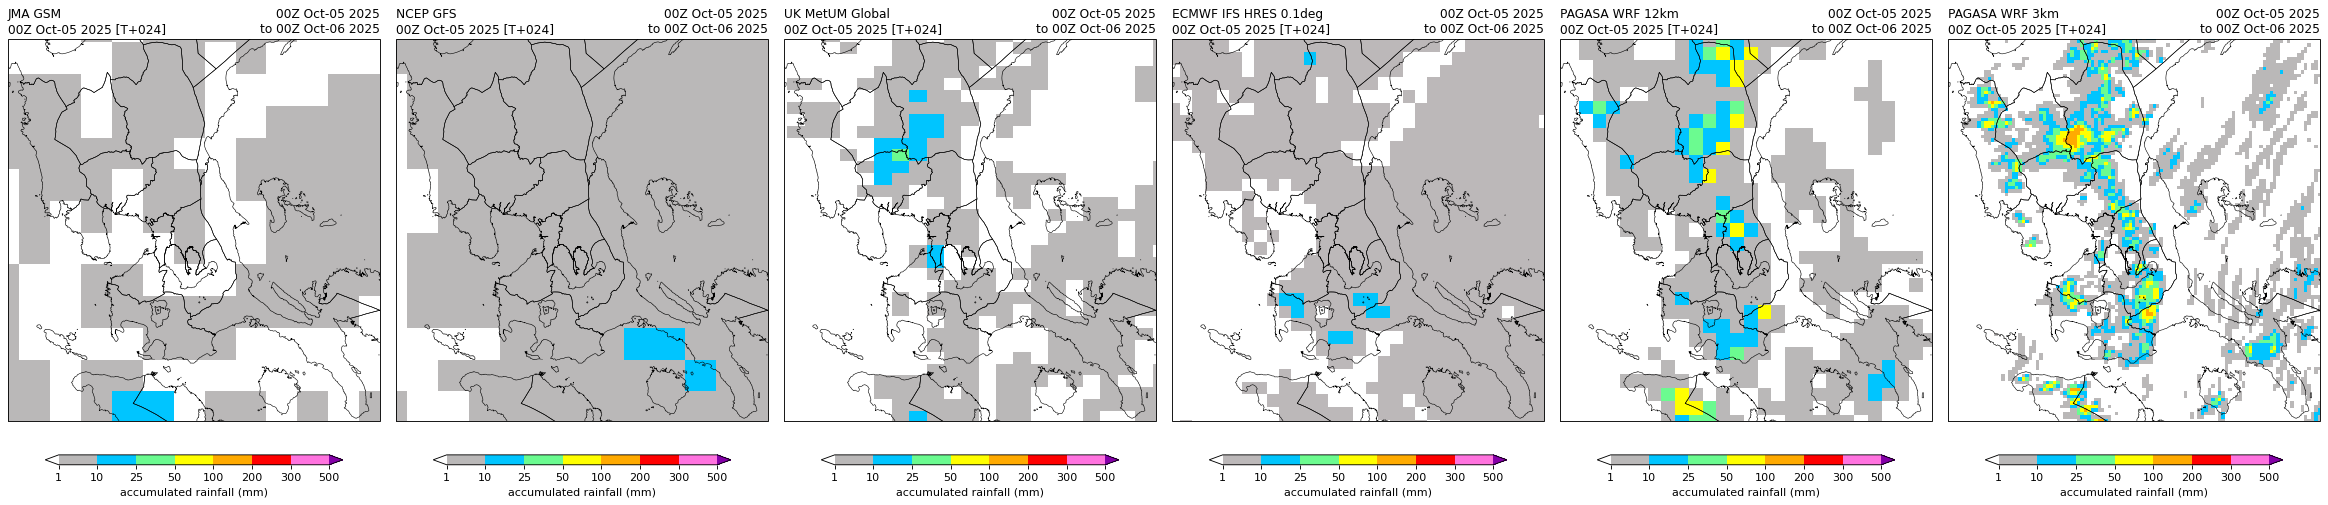 JMA GSM 00Z Oct-05 2025
00Z Oct-05 2025 [T+024] to 00Z Oct-06 2025
1 10 25 50 100 200 300 500
accumulated rainfall (mm)
NCEP GFS 00Z Oct-05 2025
00Z Oct-05 2025 [T+024] to 00Z Oct-06 2025
1 10 25 50 100 200 300 500
accumulated rainfall (mm)
UK MetUM Global 00Z Oct-05 2025
00Z Oct-05 2025 [T+024] to 00Z Oct-06 2025
1 10 25 50 100 200 300 500
accumulated rainfall (mm)
ECMWF IFS HRES 0.1deg 00Z Oct-05 2025
00Z Oct-05 2025 [T+024] to 00Z Oct-06 2025
1 10 25 50 100 200 300 500
accumulated rainfall (mm)
PAGASA WRF 12km 00Z Oct-05 2025
00Z Oct-05 2025 [T+024] to 00Z Oct-06 2025
1 10 25 50 100 200 300 500
accumulated rainfall (mm)
PAGASA WRF 3km 00Z Oct-05 2025
00Z Oct-05 2025 [T+024] to 00Z Oct-06 2025
1 10 25 50 100 200 300 500
accumulated rainfall (mm)